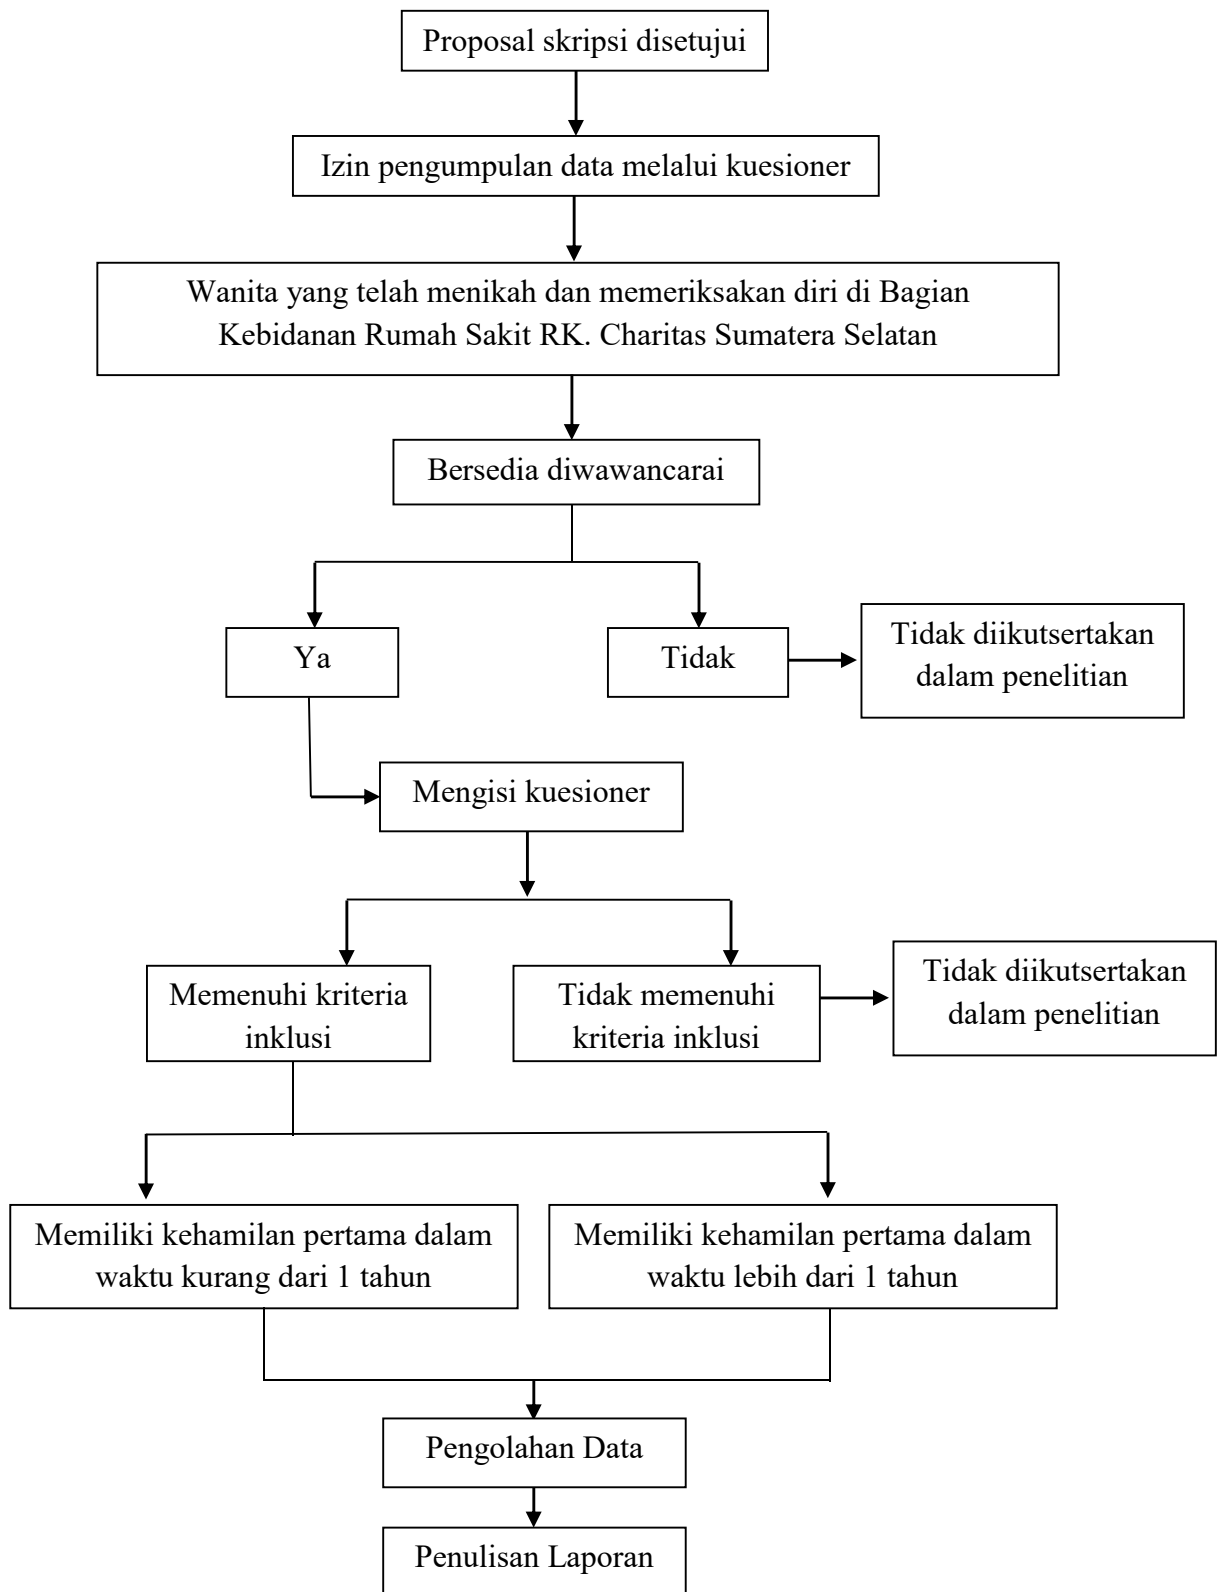 Proposal skripsi disetujui
Izin pengumpulan data melalui kuesioner
Wanita yang telah menikah dan memeriksakan diri di Bagian
Kebidanan Rumah Sakit RK. Charitas Sumatera Selatan
Bersedia diwawancarai
Ya
Tidak
Tidak diikutsertakan
dalam penelitian
Mengisi kuesioner
Memenuhi kriteria
inklusi
Tidak memenuhi
kriteria inklusi
Tidak diikutsertakan
dalam penelitian
Memiliki kehamilan pertama dalam
waktu kurang dari 1 tahun
Memiliki kehamilan pertama dalam
waktu lebih dari 1 tahun
Pengolahan Data
Penulisan Laporan